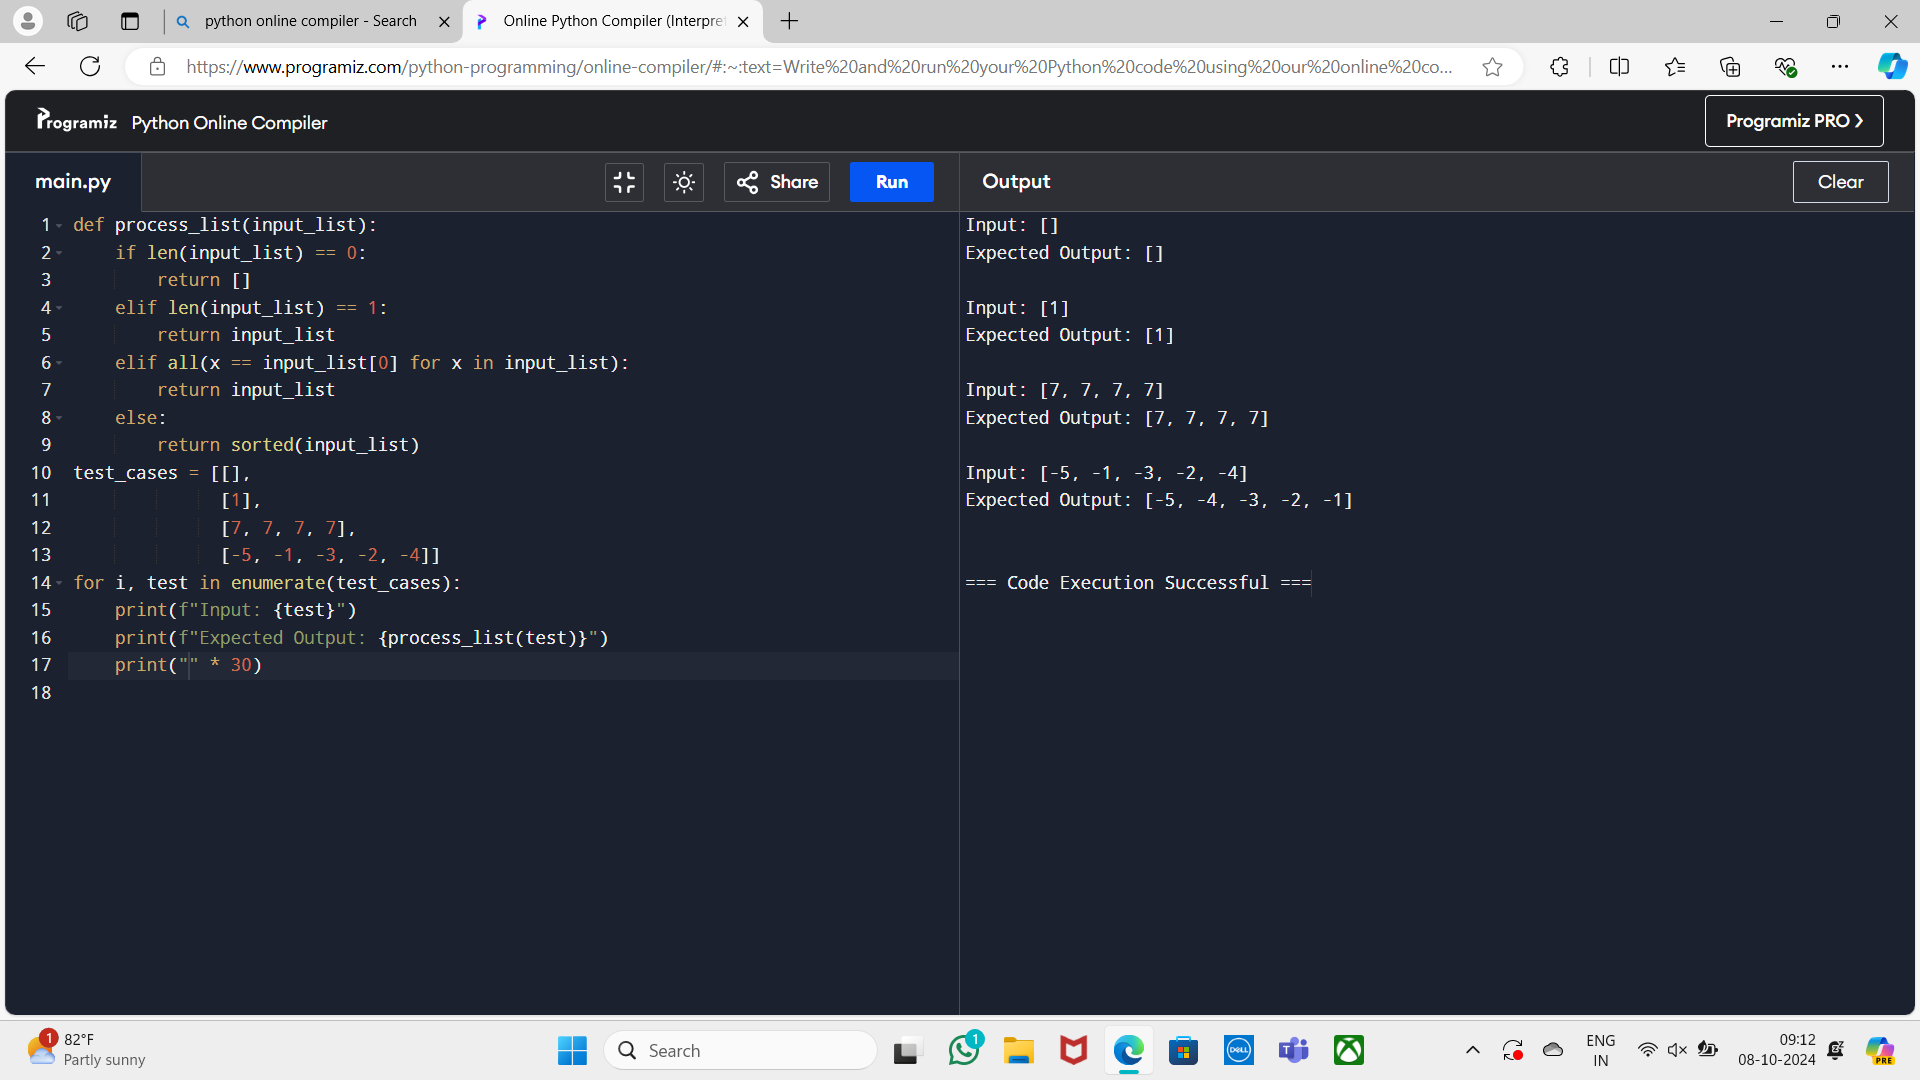 python online compiler - Search
Online Python Compiler (Interpret
https://www.programiz.com/python-programming/online-compiler/#:~:text=Write%20and%20run%20your%20Python%20code%20using%20our%20online%20co...
Programiz Python Online Compiler
Programiz PRO ❯
main.py
Share
Run
Output
Clear
1 def process_list(input_list):
2     if len(input_list) == 0:
3         return []
4     elif len(input_list) == 1:
5         return input_list
6     elif all(x == input_list[0] for x in input_list):
7         return input_list
8     else:
9         return sorted(input_list)
10 test_cases = [[],
11               [1],
12               [7, 7, 7, 7],
13               [-5, -1, -3, -2, -4]]
14 for i, test in enumerate(test_cases):
15     print(f"Input: {test}")
16     print(f"Expected Output: {process_list(test)}")
17     print("" * 30)
18
Input: []
Expected Output: []
Input: [1]
Expected Output: [1]
Input: [7, 7, 7, 7]
Expected Output: [7, 7, 7, 7]
Input: [-5, -1, -3, -2, -4]
Expected Output: [-5, -4, -3, -2, -1]
=== Code Execution Successful ===
1
82°F
Partly sunny
Search
1
DELL
ENG
IN
09:12
08-10-2024
PRE